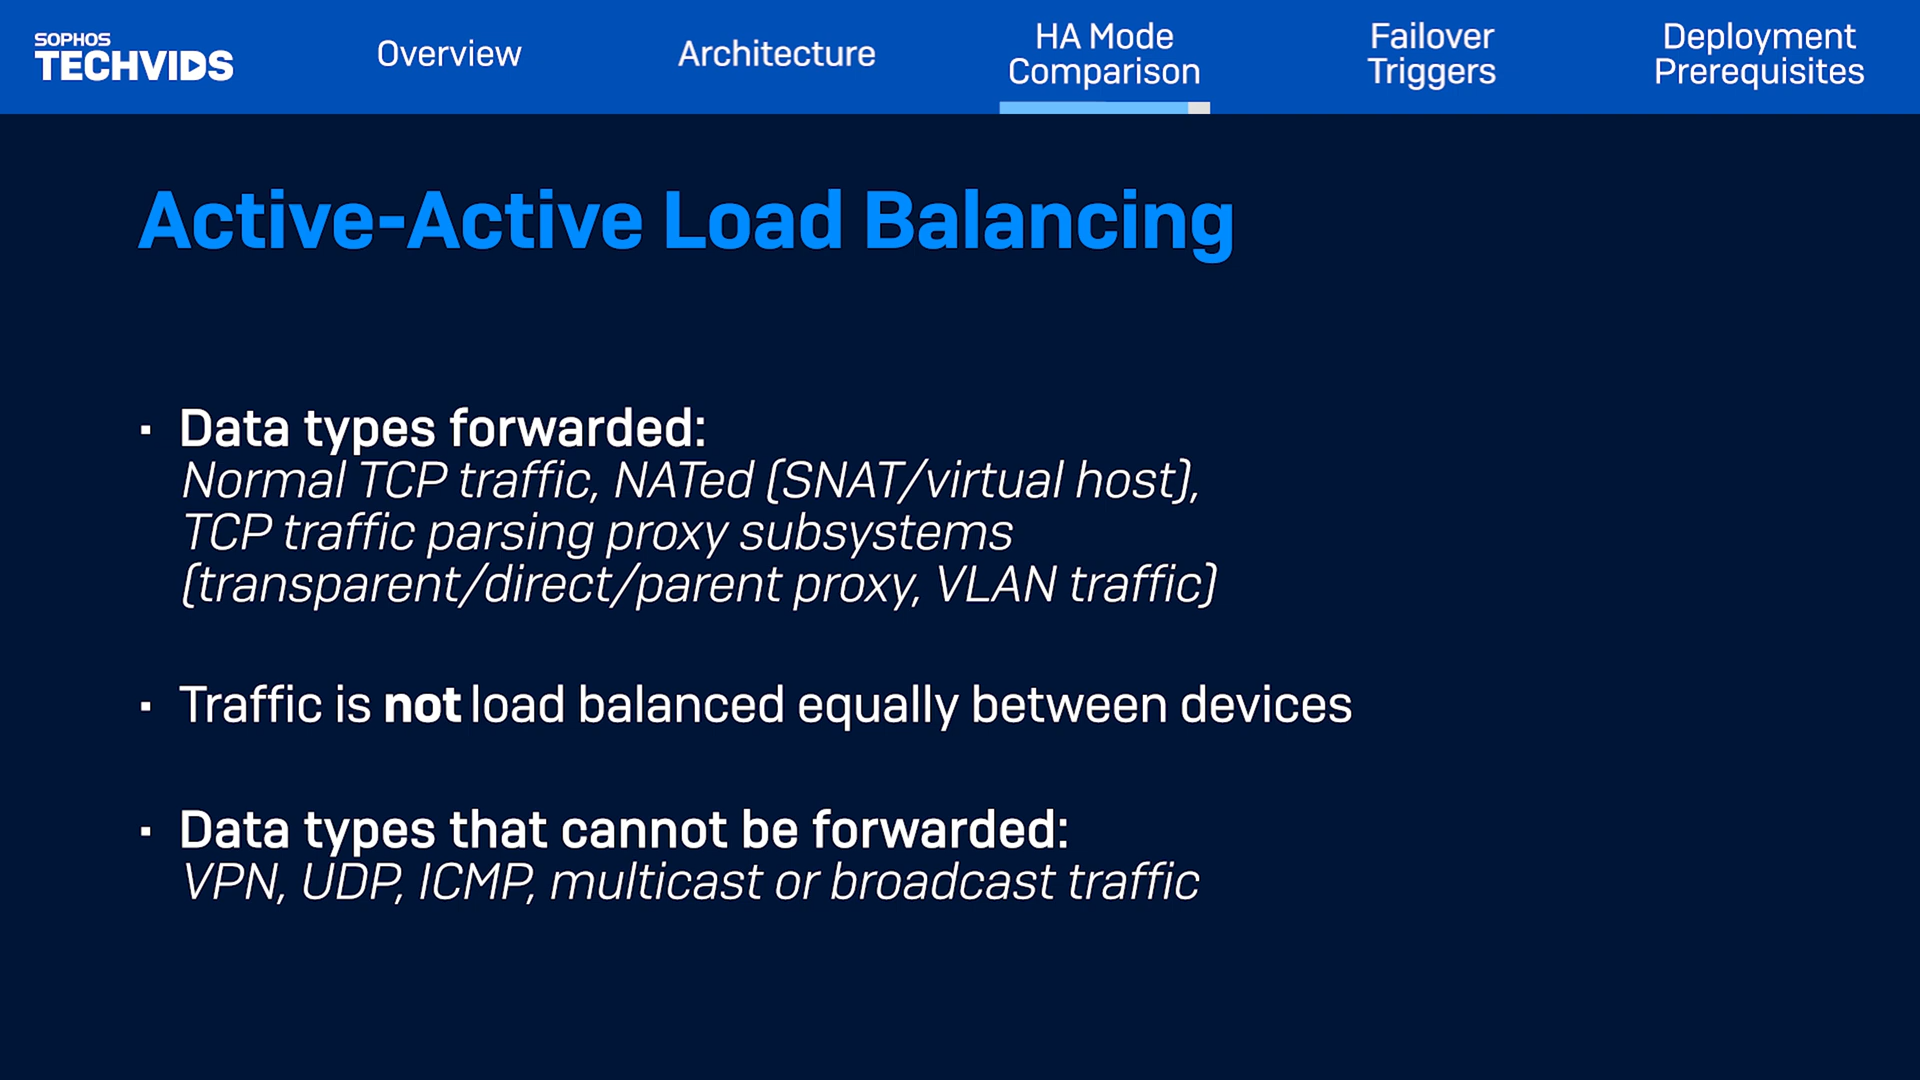 SOPHOS
TECHVIDS
Overview
Architecture
HA Mode
Comparison
Failover
Triggers
Deployment
Prerequisites
Active-Active Load Balancing
· Data types forwarded:
Normal TCP traffic, NATed (SNAT/virtual host),
TCP traffic parsing proxy subsystems
(transparent/direct/parent proxy, VLAN traffic)
· Traffic is not load balanced equally between devices
· Data types that cannot be forwarded:
VPN, UDP, ICMP, multicast or broadcast traffic